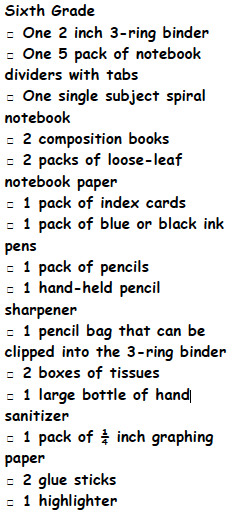 Sixth Grade
□ One 2 inch 3-ring binder
□ One 5 pack of notebook
dividers with tabs
□ One single subject spiral
notebook
□ 2 composition books
□ 2 packs of loose-leaf
notebook paper
□ 1 pack of index cards
□ 1 pack of blue or black ink
pens
□ 1 pack of pencils
□ 1 hand-held pencil
sharpener
□ 1 pencil bag that can be
clipped into the 3-ring binder
□ 2 boxes of tissues
□ 1 large bottle of hand
sanitizer
□ 1 pack of ¼ inch graphing
paper
□ 2 glue sticks
□ 1 highlighter